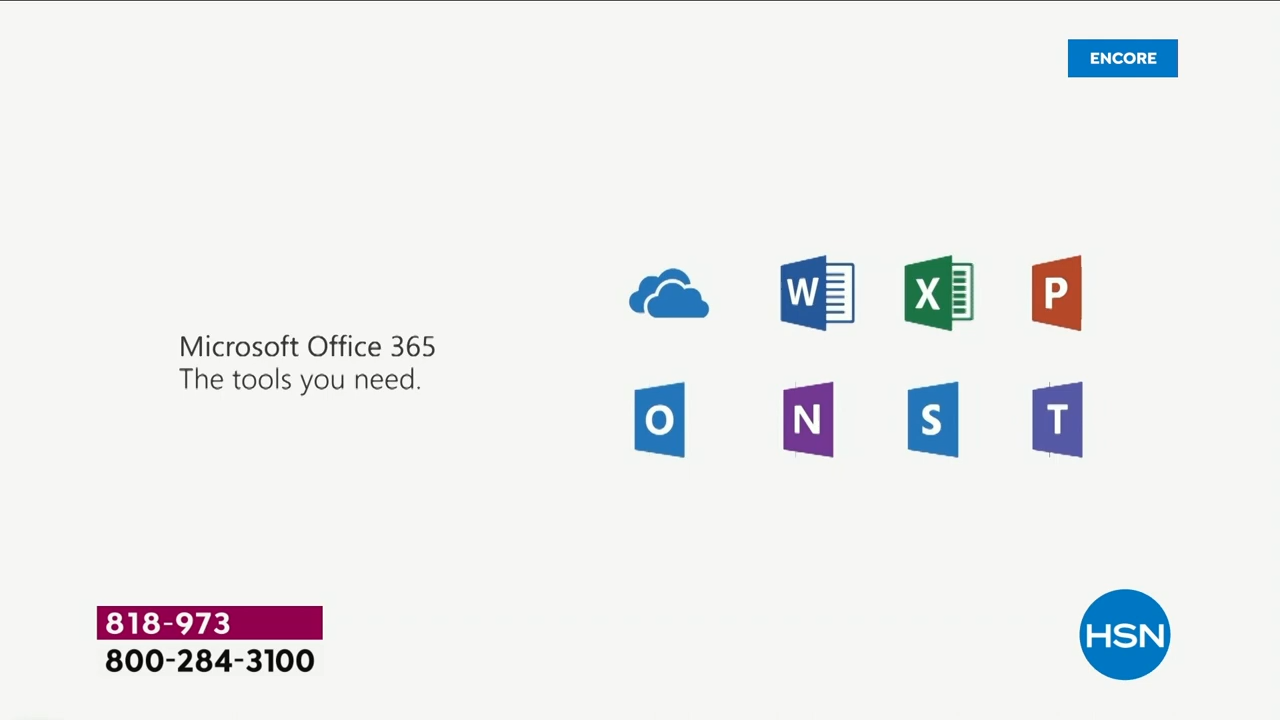 ENCORE
W
X
P
Microsoft Office 365
The tools you need.
O
N
S
T
818-973
800-284-3100
HSN